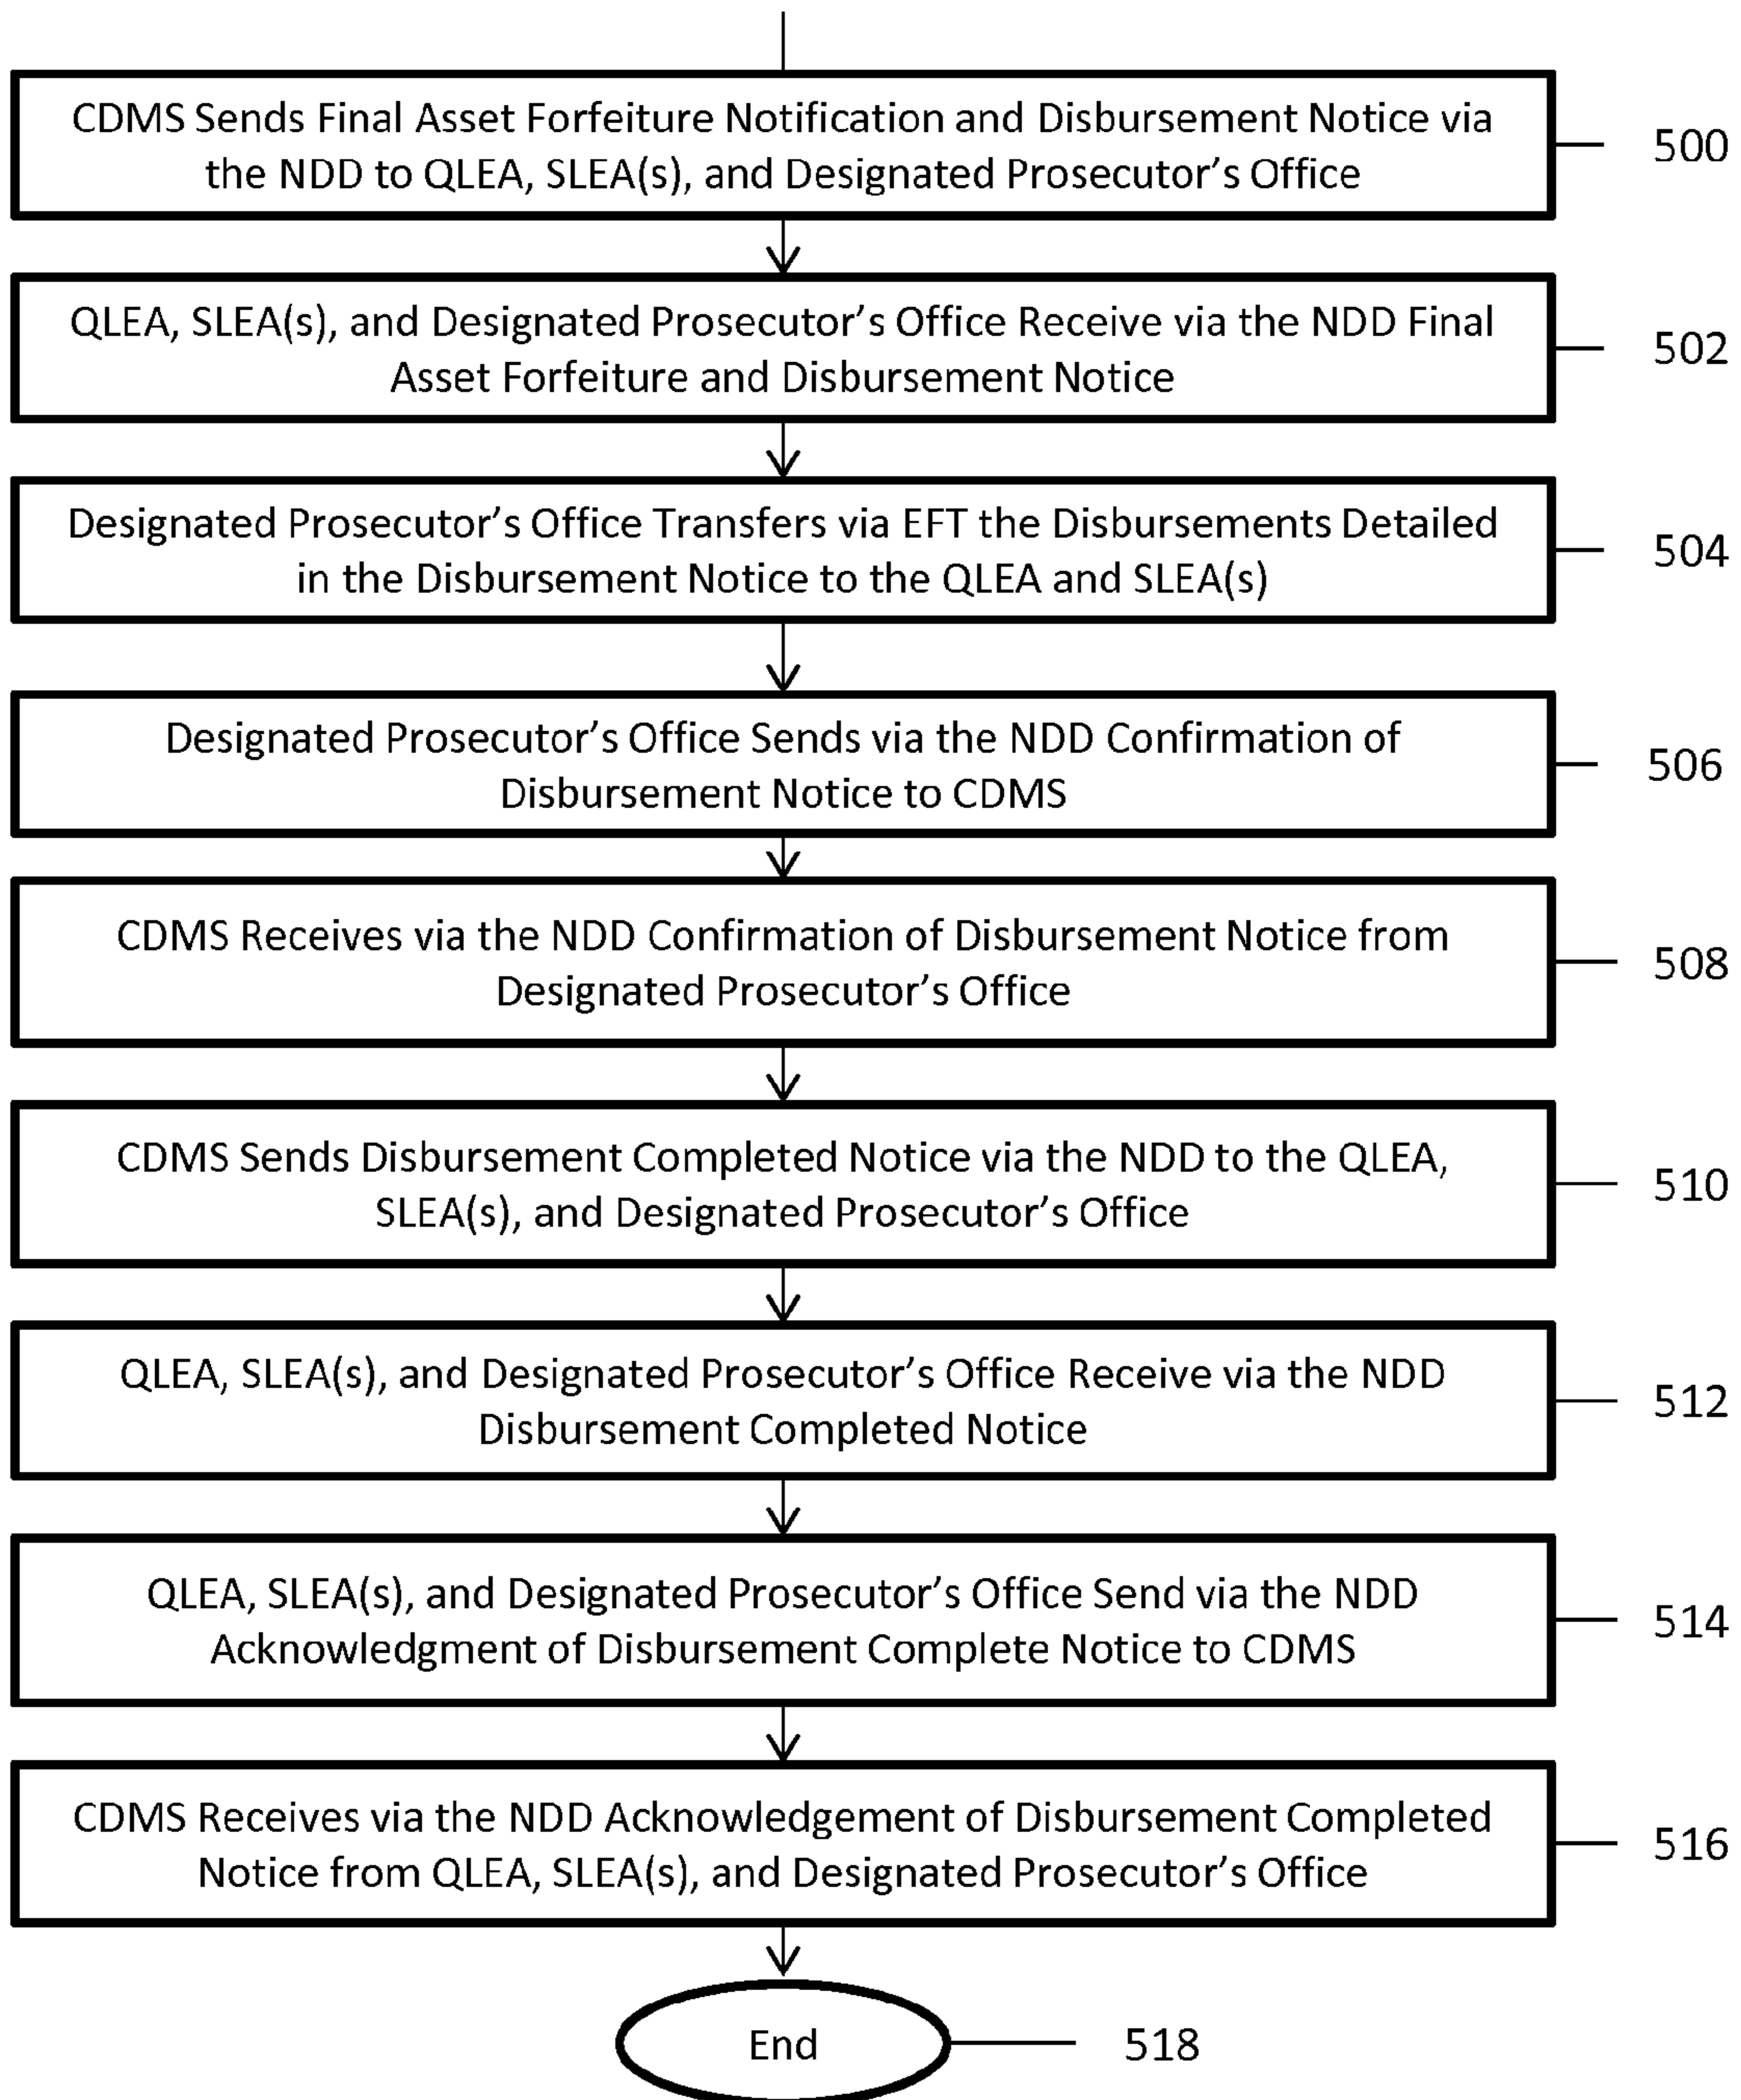 CDMS Sends Final Asset Forfeiture Notification and Disbursement Notice via
the NDD to QLEA, SLEA(s), and Designated Prosecutor's Office
500
QLEA, SLEA(s), and Designated Prosecutor's Office Receive via the NDD Final
Asset Forfeiture and Disbursement Notice
502
Designated Prosecutor's Office Transfers via EFT the Disbursements Detailed
in the Disbursement Notice to the QLEA and SLEA(s)
504
Designated Prosecutor's Office Sends via the NDD Confirmation of
Disbursement Notice to CDMS
506
CDMS Receives via the NDD Confirmation of Disbursement Notice from
Designated Prosecutor's Office
508
CDMS Sends Disbursement Completed Notice via the NDD to the QLEA,
SLEA(s), and Designated Prosecutor's Office
510
QLEA, SLEA(s), and Designated Prosecutor's Office Receive via the NDD
Disbursement Completed Notice
512
QLEA, SLEA(s), and Designated Prosecutor's Office Send via the NDD
Acknowledgment of Disbursement Complete Notice to CDMS
514
CDMS Receives via the NDD Acknowledgement of Disbursement Completed
Notice from QLEA, SLEA(s), and Designated Prosecutor's Office
516
End
518